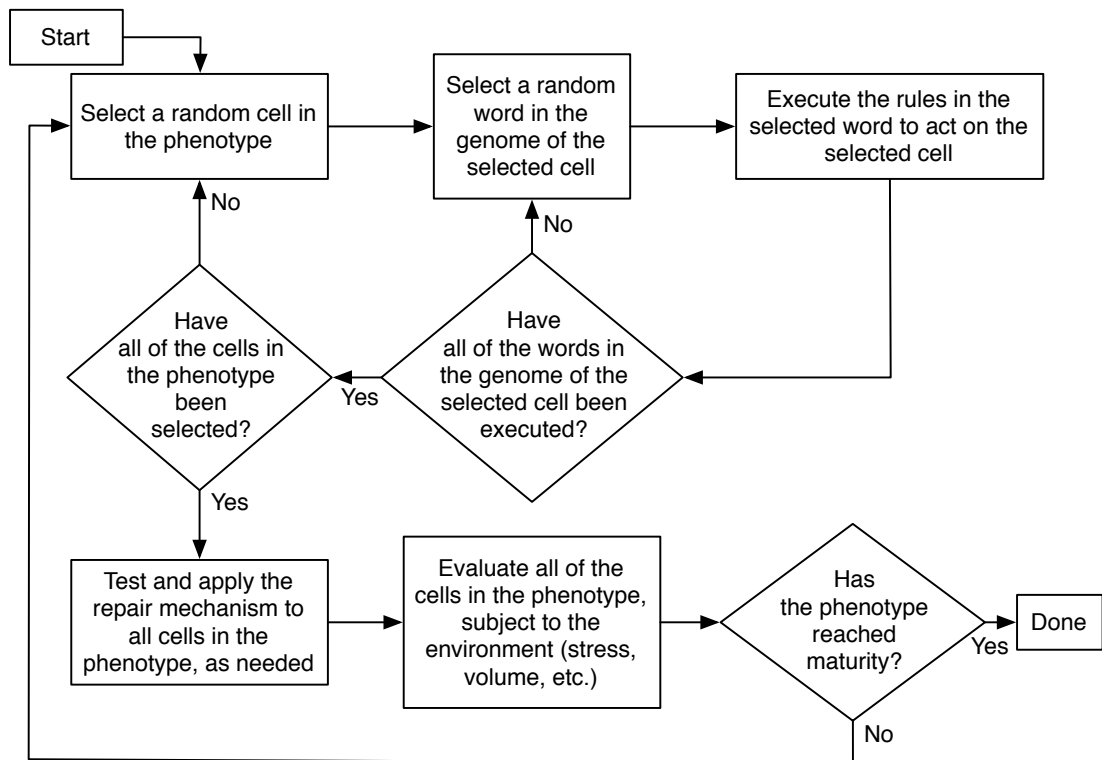 Start
Select a random cell in
the phenotype
Select a random
word in the
genome of the
selected cell
Execute the rules in the
selected word to act on the
selected cell
No
No
Have
all of the cells in
the phenotype
been
selected?
Yes
Have
all of the words in
the genome of the
selected cell been
executed?
Yes
Test and apply the
repair mechanism to
all cells in the
phenotype, as needed
Evaluate all of the
cells in the phenotype,
subject to the
environment (stress,
volume, etc.)
Has
the phenotype
reached
maturity?
Yes
Done
No